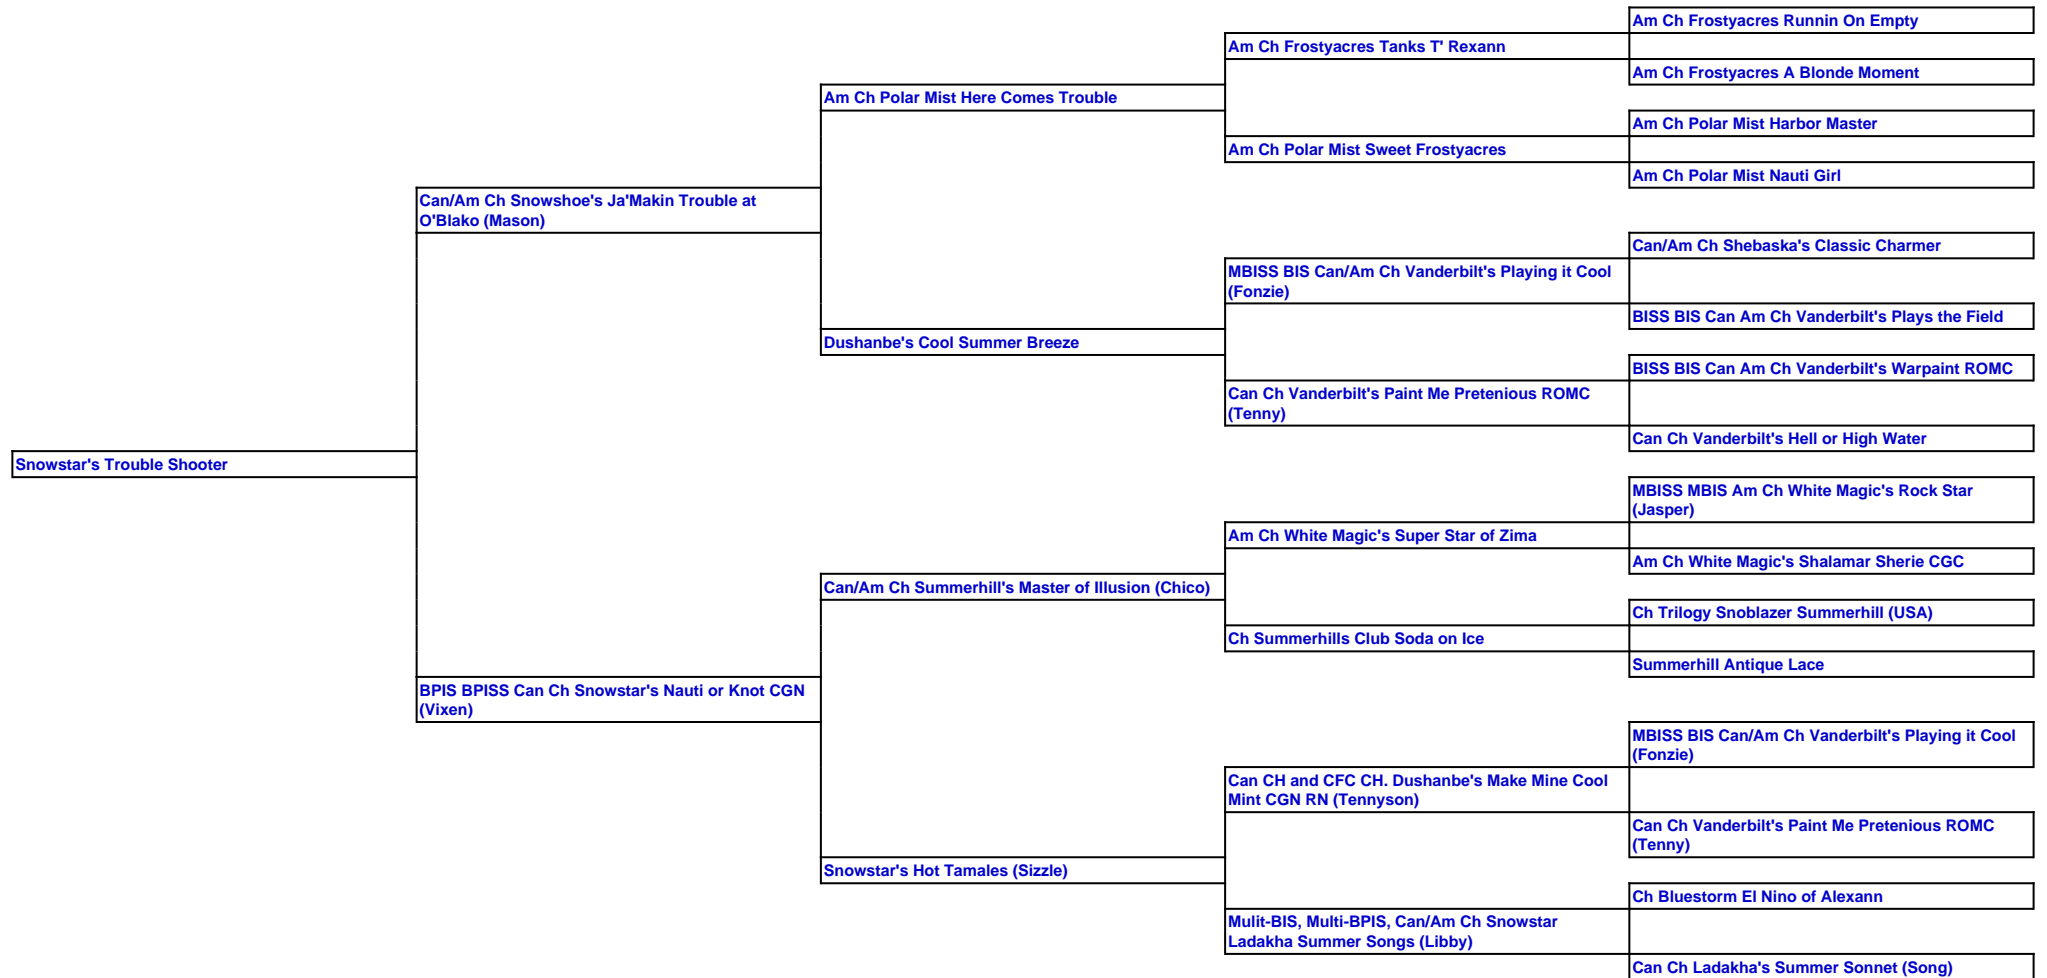 Am Ch Frostyacres Runnin On Empty
Am Ch Frostyacres Tanks T' Rexann
Am Ch Frostyacres A Blonde Moment
Am Ch Polar Mist Here Comes Trouble
Am Ch Polar Mist Harbor Master
Am Ch Polar Mist Sweet Frostyacres
Am Ch Polar Mist Nauti Girl
Can/Am Ch Snowshoe's Ja'Makin Trouble at
O'Blako (Mason)
Can/Am Ch Shebaska's Classic Charmer
MBISS BIS Can/Am Ch Vanderbilt's Playing it Cool
(Fonzie)
BISS BIS Can Am Ch Vanderbilt's Plays the Field
Dushanbe's Cool Summer Breeze
BISS BIS Can Am Ch Vanderbilt's Warpaint ROMC
Can Ch Vanderbilt's Paint Me Pretenious ROMC
(Tenny)
Can Ch Vanderbilt's Hell or High Water
Snowstar's Trouble Shooter
MBISS MBIS Am Ch White Magic's Rock Star
(Jasper)
Am Ch White Magic's Super Star of Zima
Am Ch White Magic's Shalamar Sherie CGC
Can/Am Ch Summerhill's Master of Illusion (Chico)
Ch Trilogy Snoblazer Summerhill (USA)
Ch Summerhills Club Soda on Ice
Summerhill Antique Lace
BPIS BPISS Can Ch Snowstar's Nauti or Knot CGN
(Vixen)
MBISS BIS Can/Am Ch Vanderbilt's Playing it Cool
(Fonzie)
Can CH and CFC CH. Dushanbe's Make Mine Cool
Mint CGN RN (Tennyson)
Can Ch Vanderbilt's Paint Me Pretenious ROMC
(Tenny)
Snowstar's Hot Tamales (Sizzle)
Ch Bluestorm El Nino of Alexann
Mulit-BIS, Multi-BPIS, Can/Am Ch Snowstar
Ladakha Summer Songs (Libby)
Can Ch Ladakha's Summer Sonnet (Song)